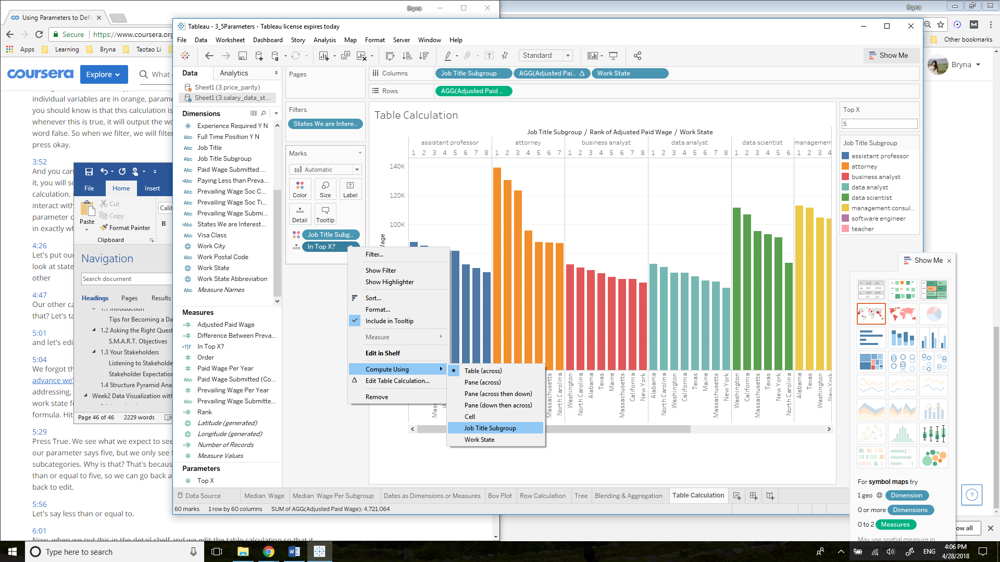 Bryna
Bryna
Using Parameters to Defi
Secure
https://www.coursera.org
Apps
Learning
Bryna
Taotao Li
Other bookmarks
coursera
Explore
What
Bryna
individual variables are in orange, parame
you should know is that this calculation is
whenever this is true, it will output the wo
word false. So when we filter, we will filter
press okay.
3:52
And you can
it, you will se
calculation.
interact with
parameter c
in exactly wh
4:26
Let's put our
look at state
other
4:47
Our other ca
that? Let's ta
5:01
and let's edi
5:04
We forgot th
advance we'
addressing,
work state f
formula. Hit
5:29
Press True. We see what we expect to see
our parameter says five, but we only see
subcategories. Why is that? That's becaus
than or equal to five, so we can go back a
back to edit.
5:56
Let's say less than or equal to.
6:01
Now, when we put this in the detail shelf and we edit the table calculation so that it
File
Home
Insert
Cut
Calib
Copy
Paste
Format Painter
B
Clipboard
Navigation
Search document
Headings
Pages
Results
1.1 Introduction
Tips for Becoming a Da
1.2 Asking the Right Quest
S.M.A.R.T. Objectives
1.3 Your Stakeholders
Listening to Stakeholde
Stakeholder Expectation
1.4 Structure Pyramid Ana
Week2 Data Visualization with
Page 46 of 46
2229 words
Tableau - 3_5Parameters - Tableau license expires today
File
Data
Worksheet
Dashboard
Story
Analysis
Map
Format
Server
Window
Help
Standard
Show Me
Data
Analytics
Sheet1 (3.price_parity)
Sheet1 (3.salary_data_st...
Dimensions
Experience Required Y N
Abc Full Time Position Y N
Abc Job Title
Abc Job Title Subgroup
Abc Paid Wage Submitted ...
=Abc Paying Less than Preva...
Abc Prevailing Wage Soc C...
Abc Prevailing Wage Soc Ti...
Abc Prevailing Wage Submi...
=Abc States We are Interest...
Abc Visa Class
Work City
Abc Work Postal Code
Work State
Work State Abbreviation
Abc Measure Names
Measures
=# Adjusted Paid Wage
=# Difference Between Preva...
=T|F In Top X?
# Order
# Paid Wage Per Year
Abc Paid Wage Submitted (Co...
# Prevailing Wage Per Year
Abc Prevailing Wage Submitte...
=# Rank
Latitude (generated)
Longitude (generated)
=# Number of Records
# Measure Values
Parameters
# Top X
Pages
Filters
States We are Intere..
Marks
Automatic
Color
Size
Label
Detail
Tooltip
Job Title Subg..
In Top X?
Columns
Job Title Subgroup
AGG(Adjusted Pai.. Δ
Work State
Rows
AGG(Adjusted Paid ..
Table Calculation
Job Title Subgroup / Rank of Adjusted Paid Wage / Work State
assistant professor
attorney
business analyst
data analyst
data scientist
management
1 2 3 4 5 6 7 8
1 2 3 4 5 6 7
1 2 3 4 5 6 7 8
1 2 3 4 5 6 7 8
1 2 3 4 5 6
1 2 3 4
140K
120K
100K
Wage
Filter...
Show Filter
Show Highlighter
Sort...
Format...
Include in Tooltip
Measure
Edit in Shelf
Compute Using
Δ Edit Table Calculation...
Remove
Table (across)
Pane (across)
Pane (across then down)
Pane (down then across)
Cell
Job Title Subgroup
Work State
Massachusetts
North Carolina
Washington
Alabama
Texas
Maine
Massachusetts
California
New York
Alabama
North Carolina
Washington
California
Texas
Maine
Massachusetts
New York
Washington
California
Massachusetts
Texas
North Carolina
New York
Alabama
Texas
Washington
Top X
5
Job Title Subgroup
assistant professor
attorney
business analyst
data analyst
data scientist
management consul..
software engineer
teacher
Show Me
For symbol maps try
1 geo Dimension
0 or more Dimensions
0 to 2 Measures
May use spatial measure in
Data Source
Median Wage
Median Wage Per Subgroup
Dates as Dimensions or Measures
Box Plot
Row Calculation
Tree
Blending & Aggregation
Table Calculation
60 marks
1 row by 60 columns
SUM of AGG(Adjusted Paid Wage): 4,721,064
ow all
Type here to search
ENG
4:06 PM
4/28/2018